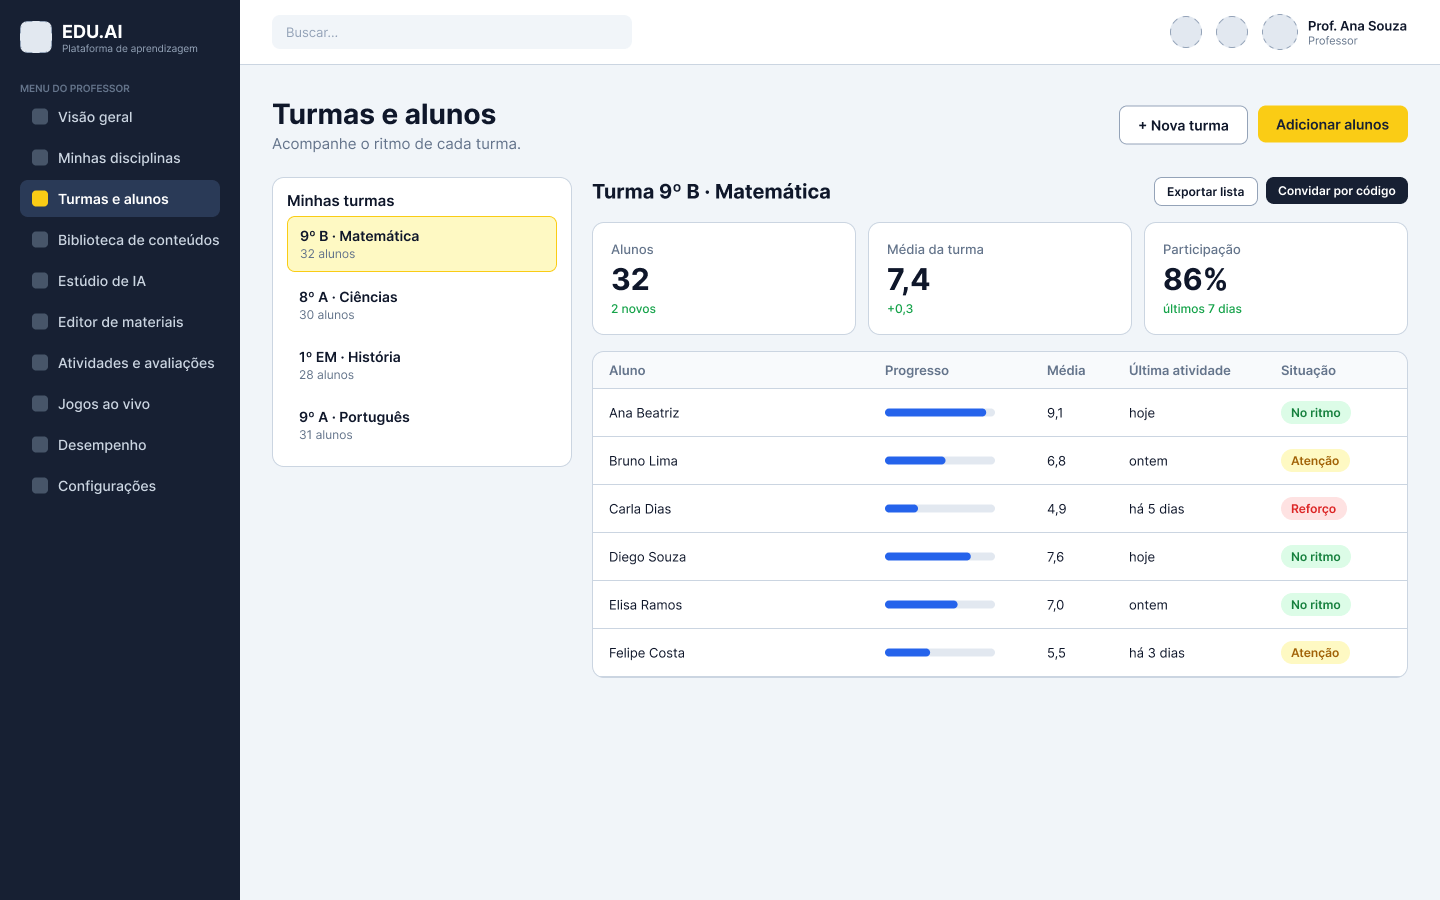 EDU.AI
Plataforma de aprendizagem
MENU DO PROFESSOR
Visão geral
Minhas disciplinas
Turmas e alunos
Biblioteca de conteúdos
Estúdio de IA
Editor de materiais
Atividades e avaliações
Jogos ao vivo
Desempenho
Configurações
Buscar...
Prof. Ana Souza
Professor
Turmas e alunos
Acompanhe o ritmo de cada turma.
+ Nova turma
Adicionar alunos
Minhas turmas
9º B · Matemática
32 alunos
8º A · Ciências
30 alunos
1º EM · História
28 alunos
9º A · Português
31 alunos
Turma 9º B · Matemática
Exportar lista
Convidar por código
Alunos
32
2 novos
Média da turma
7,4
+0,3
Participação
86%
últimos 7 dias
Aluno Progresso Média Última atividade Situação
Ana Beatriz 9,1 hoje No ritmo
Bruno Lima 6,8 ontem Atenção
Carla Dias 4,9 há 5 dias Reforço
Diego Souza 7,6 hoje No ritmo
Elisa Ramos 7,0 ontem No ritmo
Felipe Costa 5,5 há 3 dias Atenção